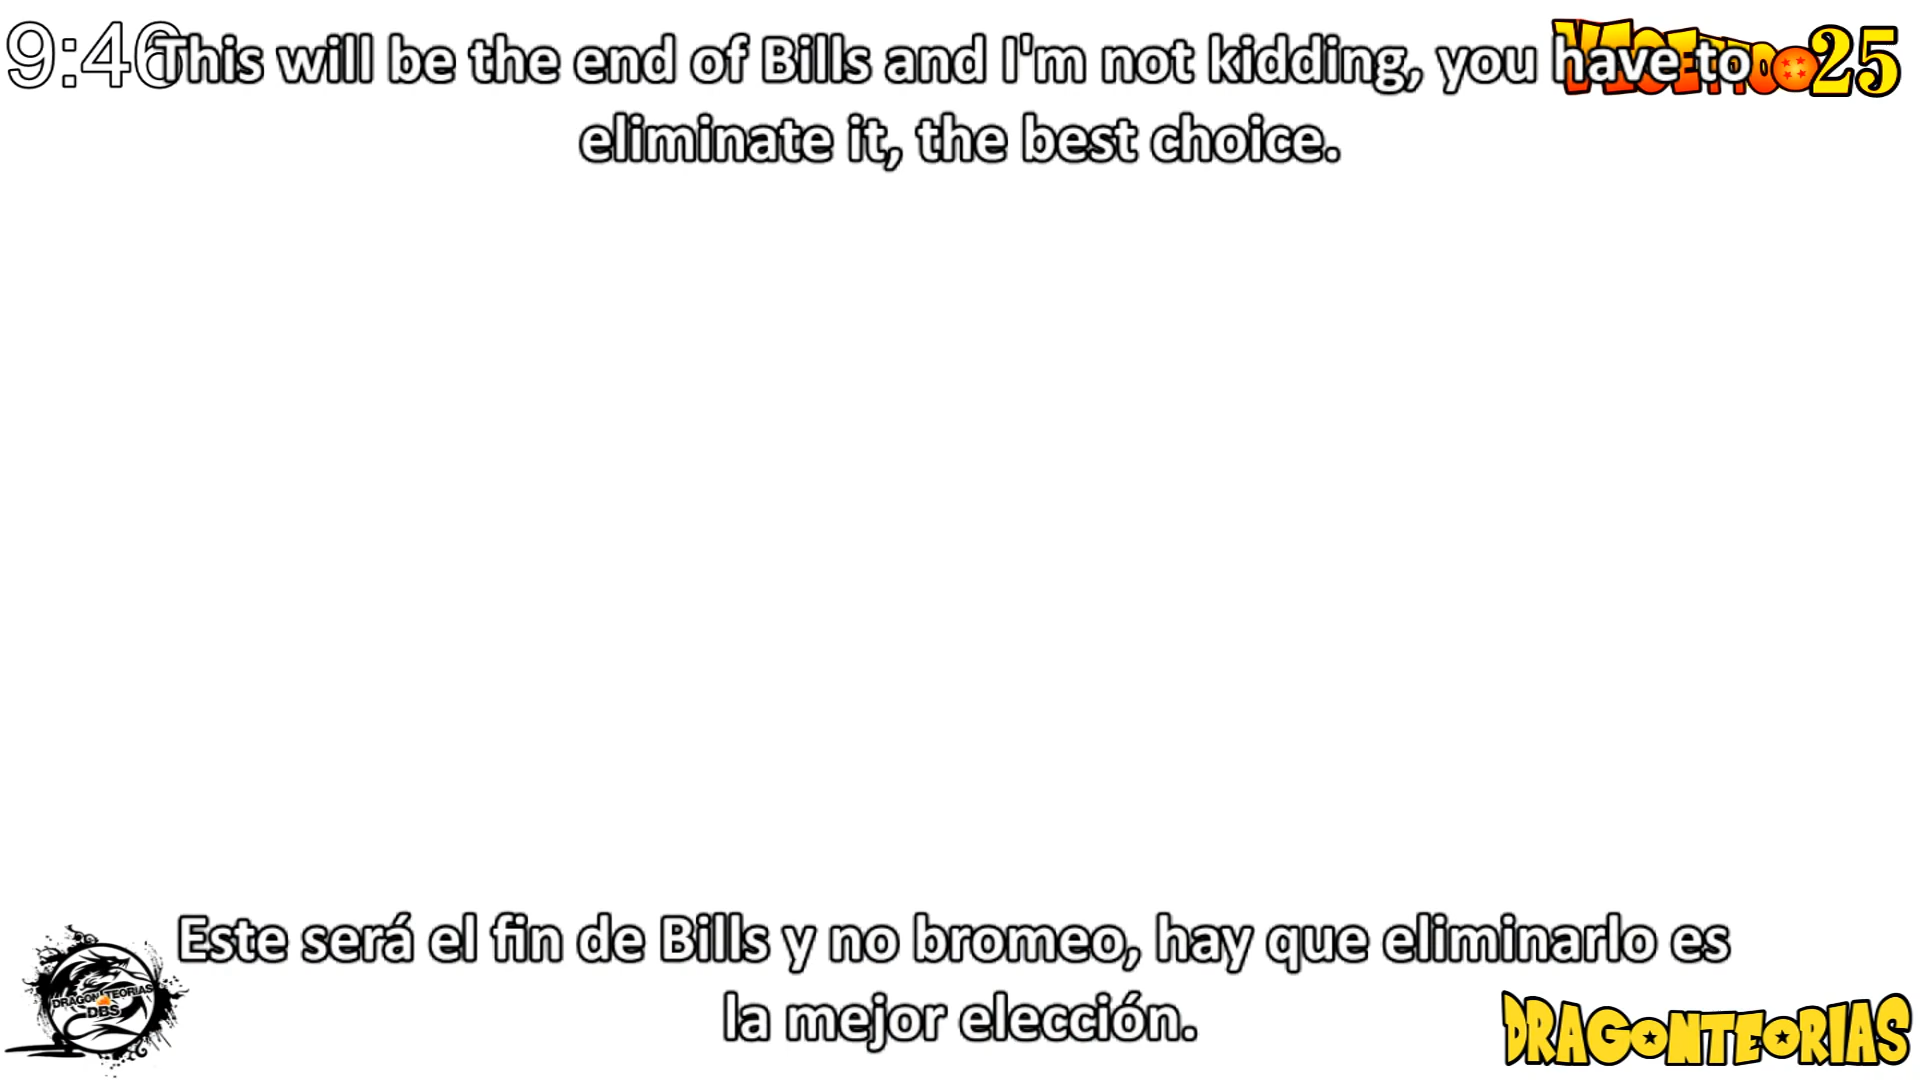 9:46
This will be the end of Bills and I'm not kidding, you have to
25
eliminate it, the best choice.
Este será el fin de Bills y no bromeo, hay que eliminarlo es
la mejor elección.
DRAGON TEORIAS
DBS
DRAGONTEORIAS